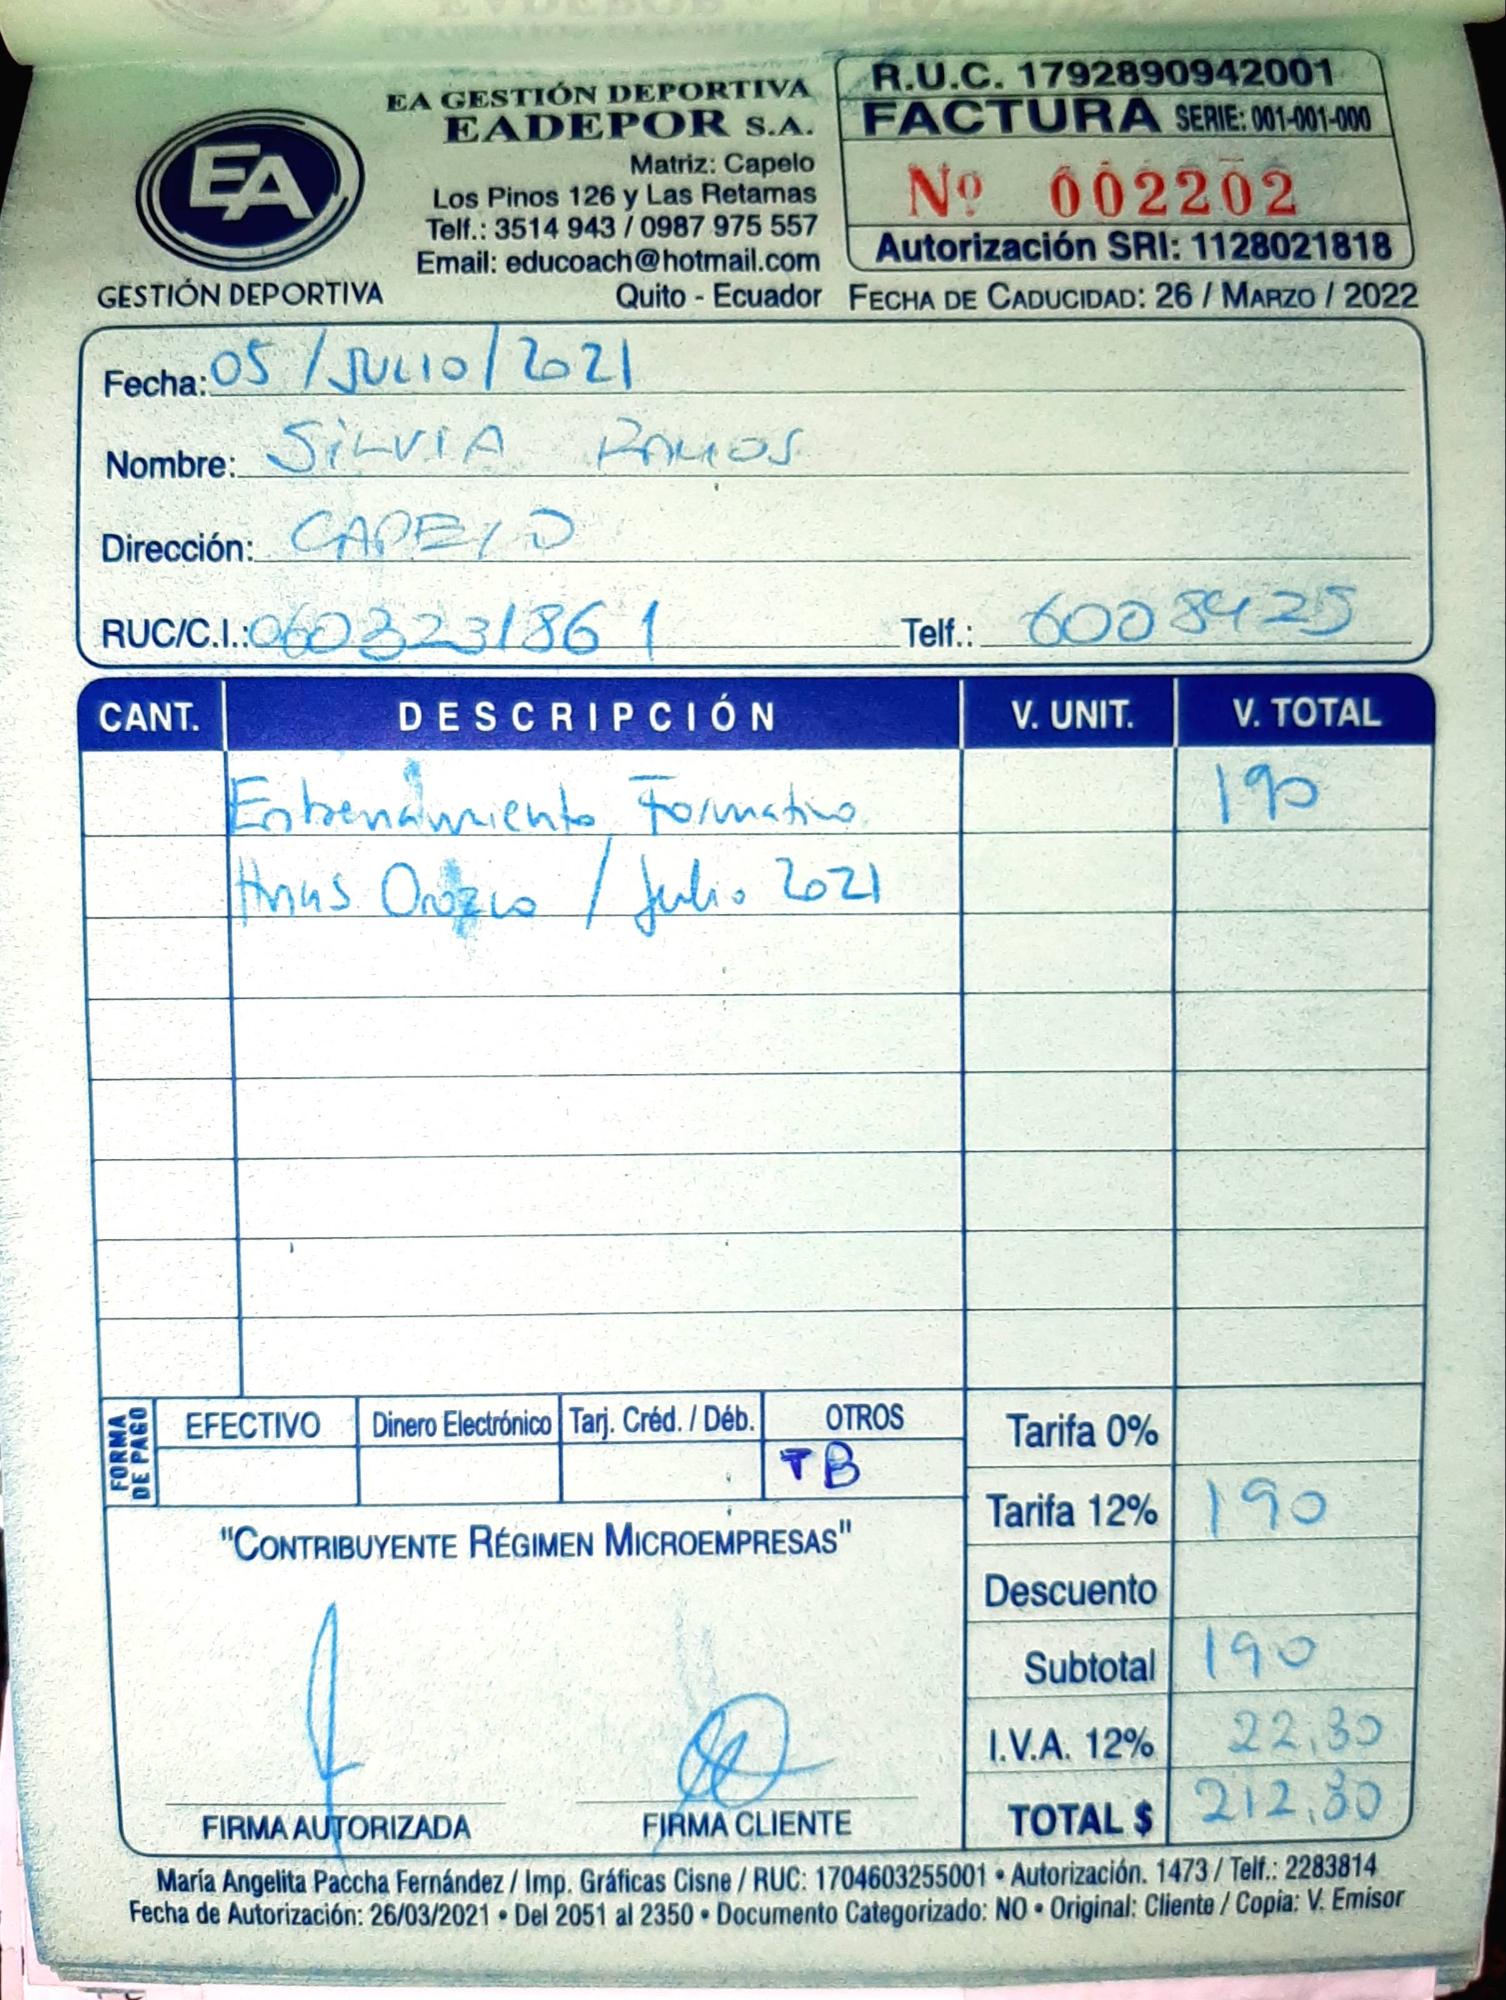 EA GESTIÓN DEPORTIVA
EADEPOR S.A.
Matriz: Capelo
Los Pinos 126 y Las Retamas
Telf.: 3514 943 / 0987 975 557
Email: educoach@hotmail.com
Quito - Ecuador
EA
GESTIÓN DEPORTIVA
R.U.C. 1792890942001
FACTURA SERIE: 001-001-000
Nº 002202
Autorización SRI: 1128021818
FECHA DE CADUCIDAD: 26 / MARZO / 2022
Fecha: 05 / JULIO / 2021
Nombre: SILVIA RAMOS
Dirección: CAPELO
RUC/C.I.: 0603231861 Telf.: 6008425
CANT. DESCRIPCIÓN V. UNIT. V. TOTAL
Entrenamiento Formativo 190
Orozco / Julio 2021
FORMA DE PAGO
EFECTIVO Dinero Electrónico Tarj. Créd. / Déb. OTROS
TB
Tarifa 0%
Tarifa 12% 190
Descuento
Subtotal 190
I.V.A. 12% 22,30
TOTAL $ 212,30
"CONTRIBUYENTE RÉGIMEN MICROEMPRESAS"
FIRMA AUTORIZADA FIRMA CLIENTE
María Angelita Paccha Fernández / Imp. Gráficas Cisne / RUC: 1704603255001 • Autorización. 1473 / Telf.: 2283814
Fecha de Autorización: 26/03/2021 • Del 2051 al 2350 • Documento Categorizado: NO • Original: Cliente / Copia: V. Emisor